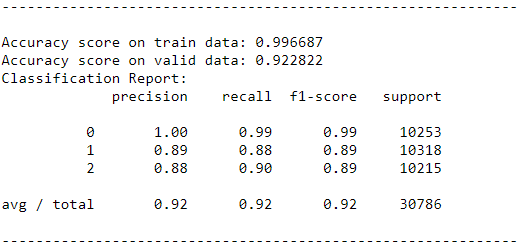 ----------------------------------------------------------------
Accuracy score on train data: 0.996687
Accuracy score on valid data: 0.922822
Classification Report:
             precision    recall  f1-score   support

          0       1.00      0.99      0.99     10253
          1       0.89      0.88      0.89     10318
          2       0.88      0.90      0.89     10215

avg / total       0.92      0.92      0.92     30786

----------------------------------------------------------------